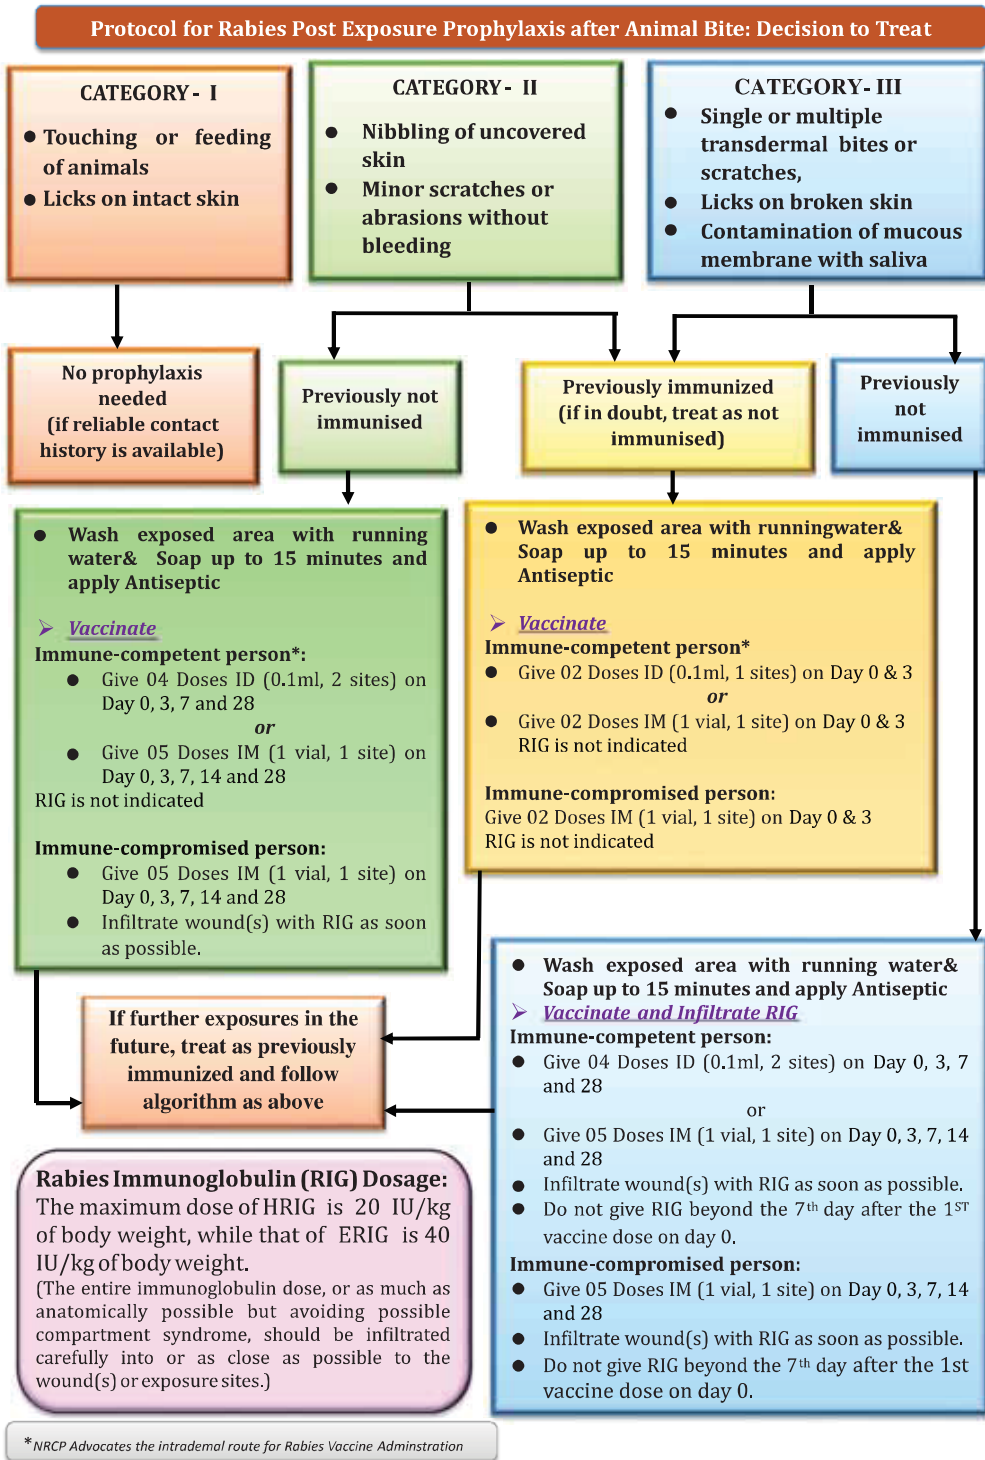 Protocol for Rabies Post Exposure Prophylaxis after Animal Bite: Decision to Treat
CATEGORY - I
● Touching or feeding
of animals
● Licks on intact skin
CATEGORY - II
● Nibbling of uncovered
skin
● Minor scratches or
abrasions without
bleeding
CATEGORY- III
● Single or multiple
transdermal bites or
scratches,
● Licks on broken skin
● Contamination of mucous
membrane with saliva
No prophylaxis
needed
(if reliable contact
history is available)
Previously not
immunised
Previously immunized
(if in doubt, treat as not
immunised)
Previously
not
immunised
● Wash exposed area with running
water& Soap up to 15 minutes and
apply Antiseptic
➢ Vaccinate
Immune-competent person*:
● Give 04 Doses ID (0.1ml, 2 sites) on
Day 0, 3, 7 and 28
or
● Give 05 Doses IM (1 vial, 1 site) on
Day 0, 3, 7, 14 and 28
RIG is not indicated
Immune-compromised person:
● Give 05 Doses IM (1 vial, 1 site) on
Day 0, 3, 7, 14 and 28
● Infiltrate wound(s) with RIG as soon
as possible.
● Wash exposed area with runningwater&
Soap up to 15 minutes and apply
Antiseptic
➢ Vaccinate
Immune-competent person*
● Give 02 Doses ID (0.1ml, 1 sites) on Day 0 & 3
or
● Give 02 Doses IM (1 vial, 1 site) on Day 0 & 3
RIG is not indicated
Immune-compromised person:
Give 02 Doses IM (1 vial, 1 site) on Day 0 & 3
RIG is not indicated
● Wash exposed area with running water&
Soap up to 15 minutes and apply Antiseptic
➢ Vaccinate and Infiltrate RIG
Immune-competent person:
● Give 04 Doses ID (0.1ml, 2 sites) on Day 0, 3, 7
and 28
or
● Give 05 Doses IM (1 vial, 1 site) on Day 0, 3, 7, 14
and 28
● Infiltrate wound(s) with RIG as soon as possible.
● Do not give RIG beyond the 7th day after the 1ST
vaccine dose on day 0.
Immune-compromised person:
● Give 05 Doses IM (1 vial, 1 site) on Day 0, 3, 7, 14
and 28
● Infiltrate wound(s) with RIG as soon as possible.
● Do not give RIG beyond the 7th day after the 1st
vaccine dose on day 0.
If further exposures in the
future, treat as previously
immunized and follow
algorithm as above
Rabies Immunoglobulin (RIG) Dosage:
The maximum dose of HRIG is 20 IU/kg
of body weight, while that of ERIG is 40
IU/kg of body weight.
(The entire immunoglobulin dose, or as much as
anatomically possible but avoiding possible
compartment syndrome, should be infiltrated
carefully into or as close as possible to the
wound(s) or exposure sites.)
*NRCP Advocates the intrademal route for Rabies Vaccine Adminstration